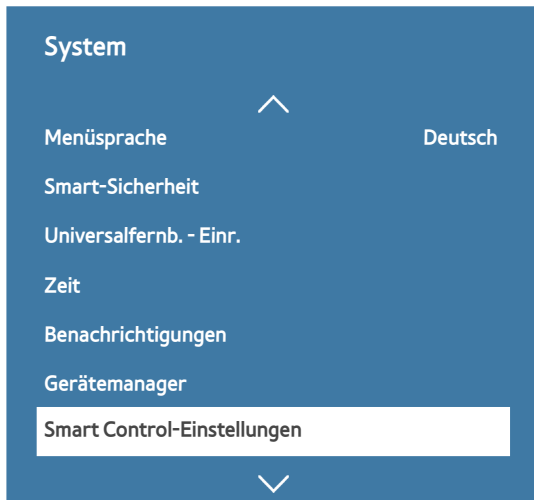 System
Menüsprache Deutsch
Smart-Sicherheit
Universalfernb. - Einr.
Zeit
Benachrichtigungen
Gerätemanager
Smart Control-Einstellungen